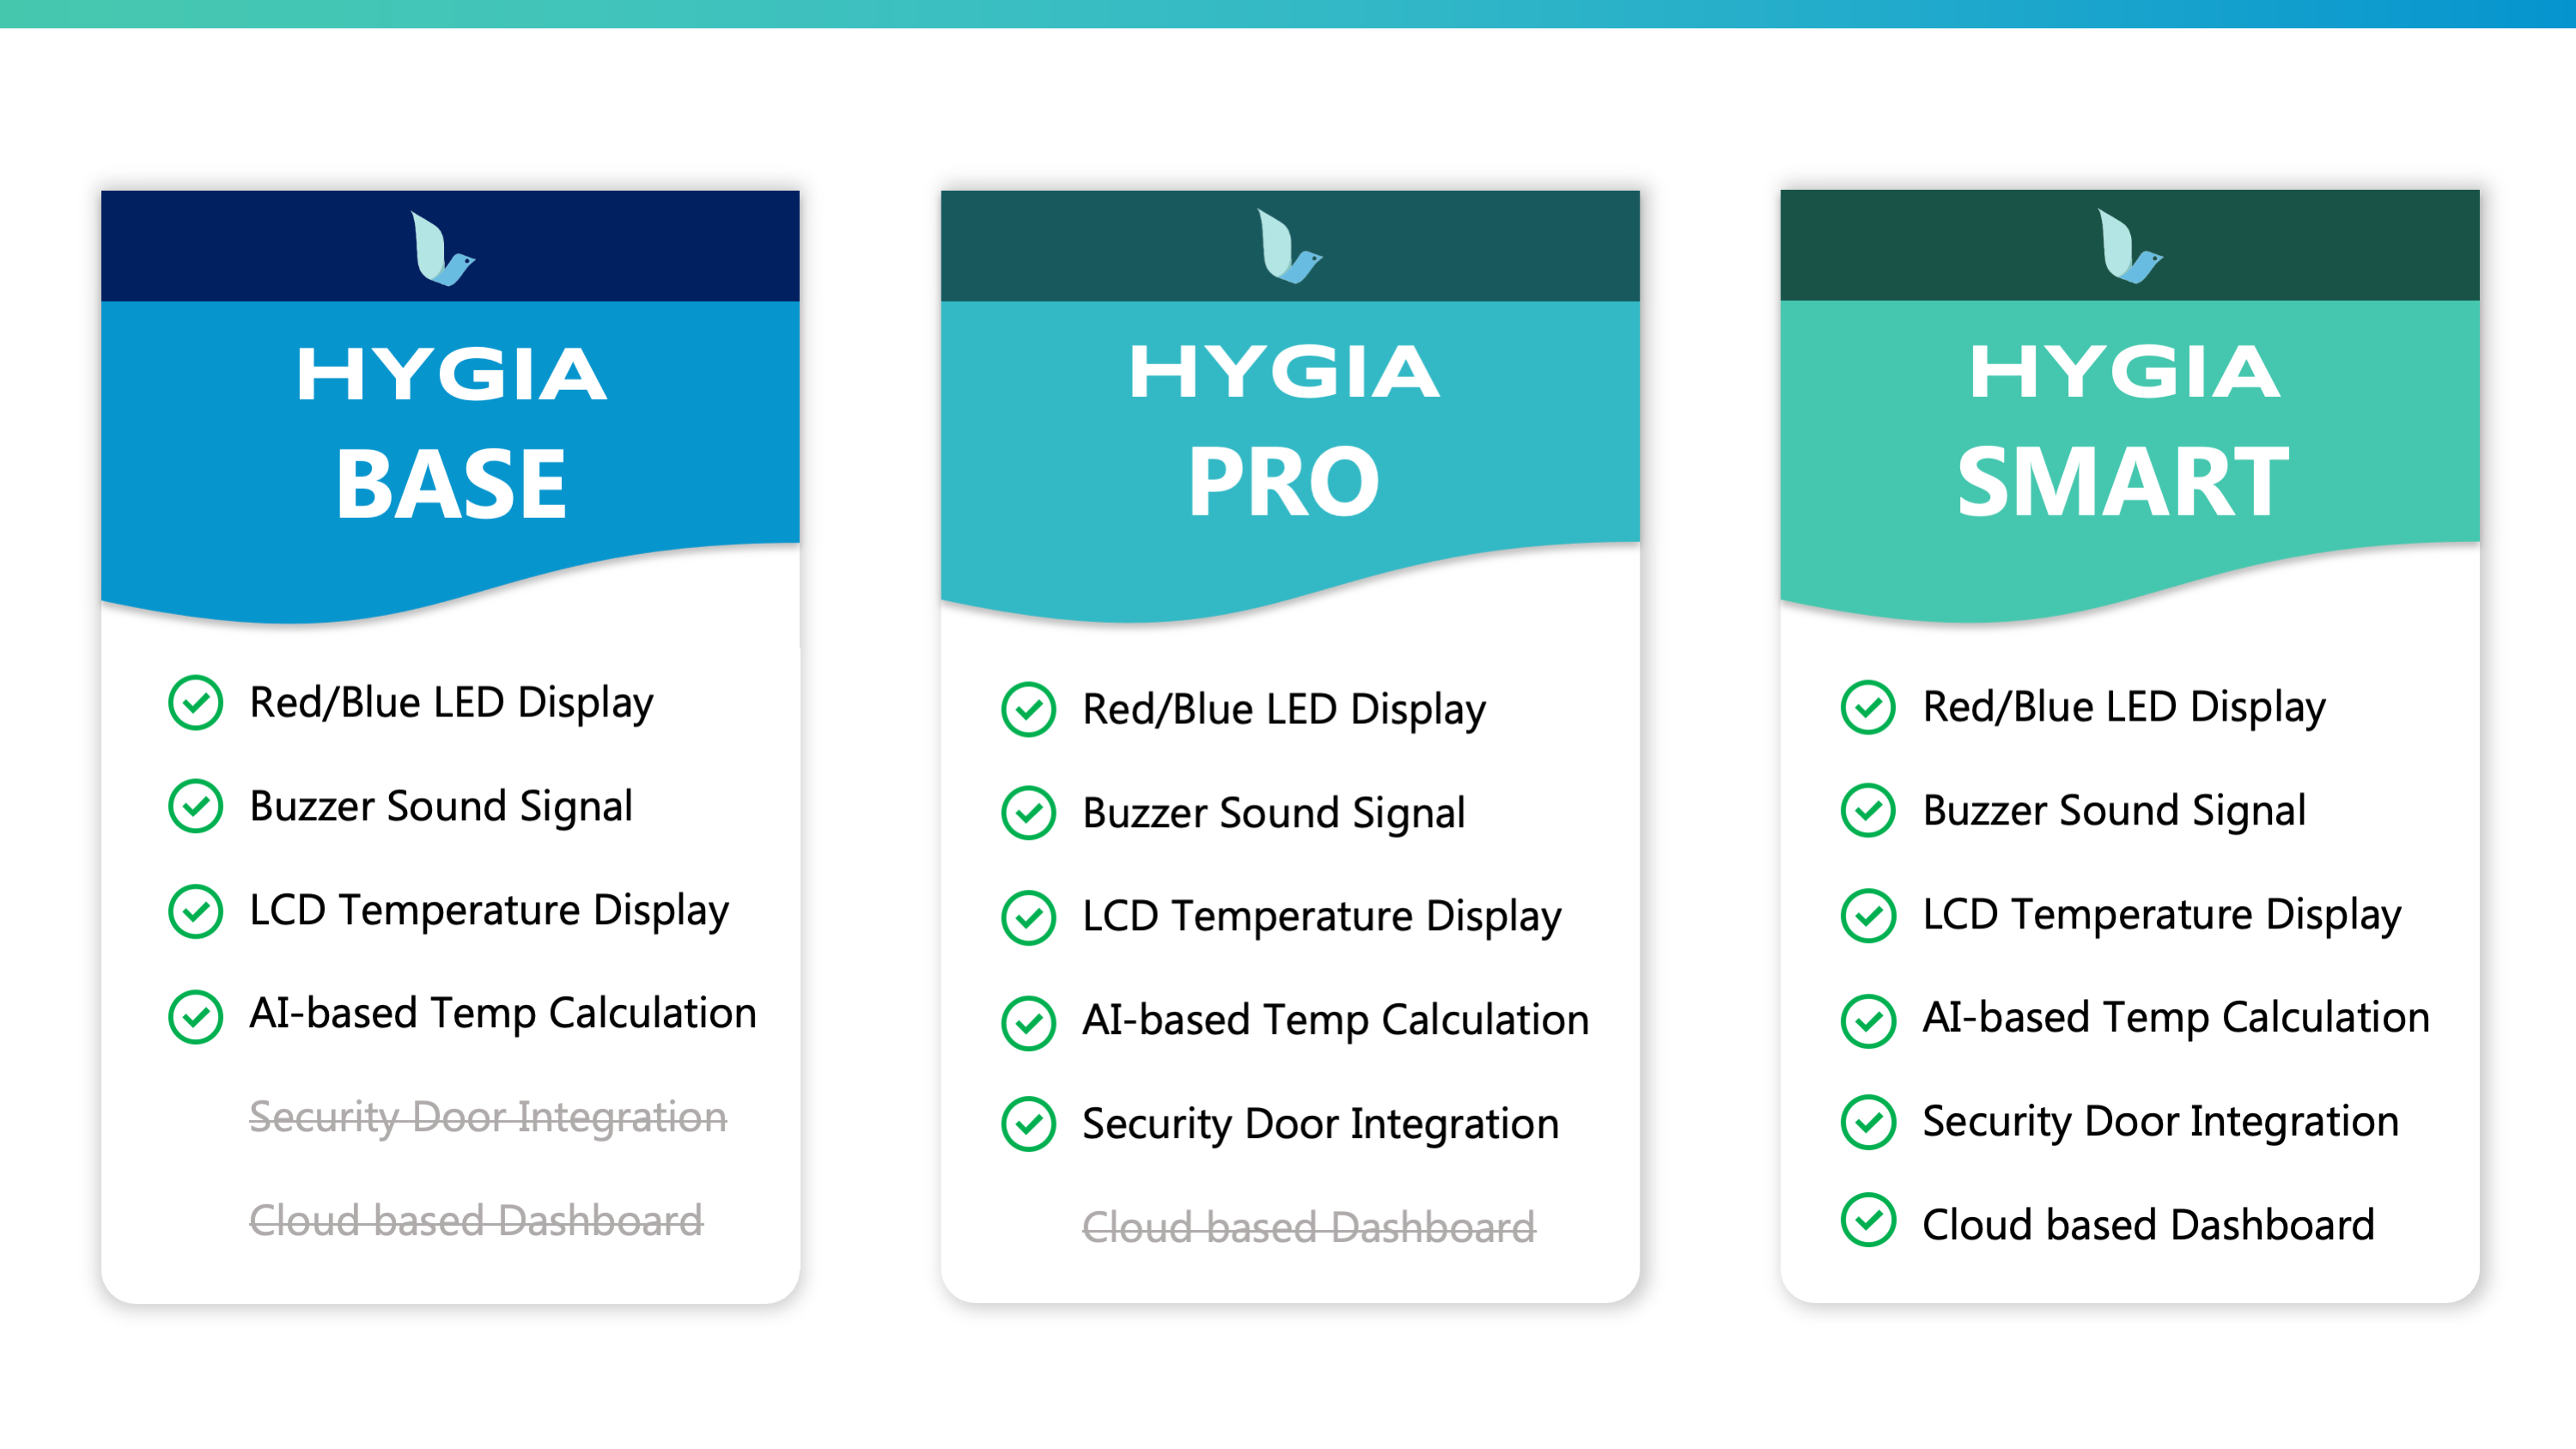 HYGIA
BASE
Red/Blue LED Display
Buzzer Sound Signal
LCD Temperature Display
AI-based Temp Calculation
Security Door Integration
Cloud based Dashboard
HYGIA
PRO
Red/Blue LED Display
Buzzer Sound Signal
LCD Temperature Display
AI-based Temp Calculation
Security Door Integration
Cloud based Dashboard
HYGIA
SMART
Red/Blue LED Display
Buzzer Sound Signal
LCD Temperature Display
AI-based Temp Calculation
Security Door Integration
Cloud based Dashboard